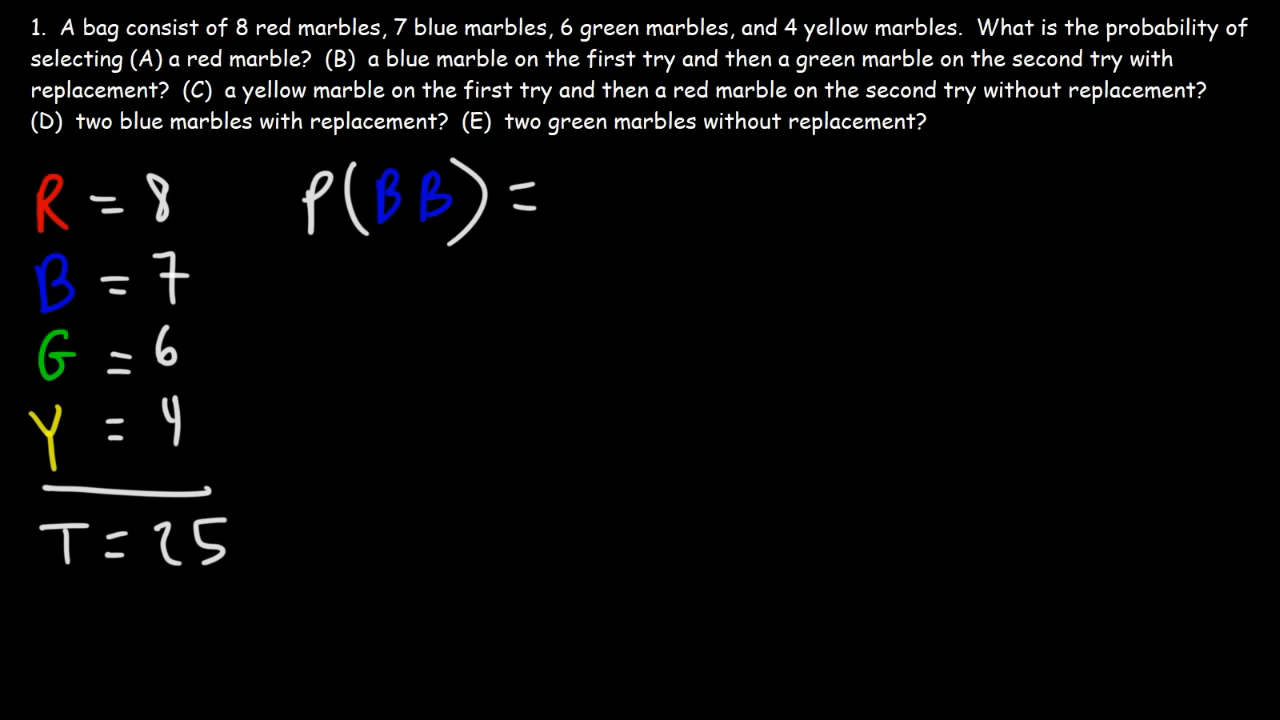 1. A bag consist of 8 red marbles, 7 blue marbles, 6 green marbles, and 4 yellow marbles. What is the probability of
selecting (A) a red marble? (B) a blue marble on the first try and then a green marble on the second try with
replacement? (C) a yellow marble on the first try and then a red marble on the second try without replacement?
(D) two blue marbles with replacement? (E) two green marbles without replacement?
R = 8
P(BB) =
B = 7
G = 6
Y = 4
T = 25